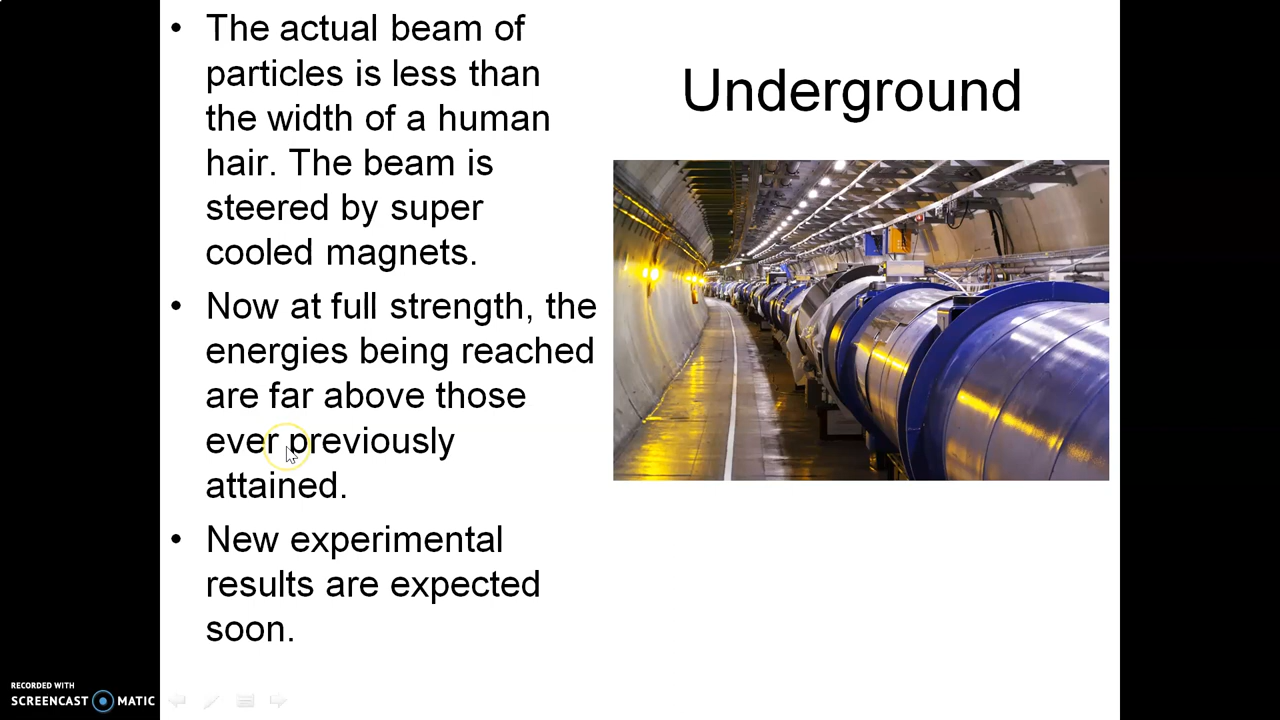 • The actual beam of
particles is less than
the width of a human
hair. The beam is
steered by super
cooled magnets.
• Now at full strength, the
energies being reached
are far above those
ever previously
attained.
• New experimental
results are expected
soon.
Underground
RECORDED WITH
SCREENCAST MATIC